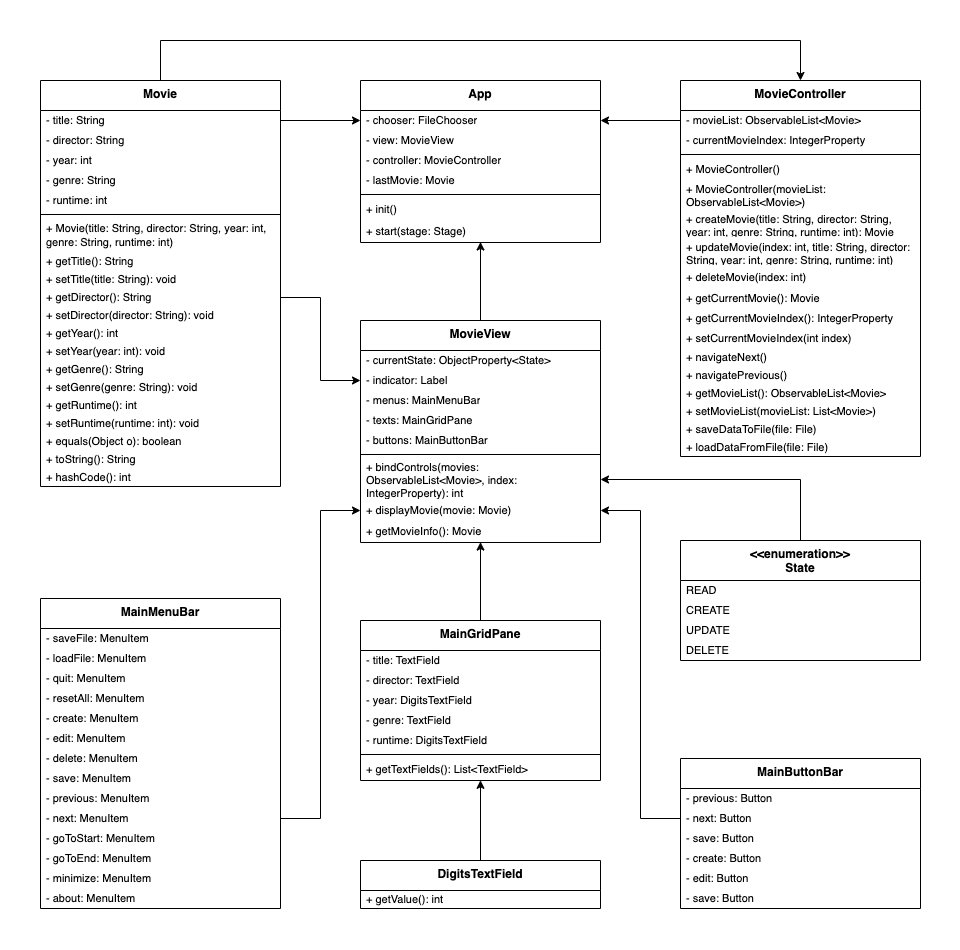 Movie
- title: String
- director: String
- year: int
- genre: String
- runtime: int
+ Movie(title: String, director: String, year: int,
genre: String, runtime: int)
+ getTitle(): String
+ setTitle(title: String): void
+ getDirector(): String
+ setDirector(director: String): void
+ getYear(): int
+ setYear(year: int): void
+ getGenre(): String
+ setGenre(genre: String): void
+ getRuntime(): int
+ setRuntime(runtime: int): void
+ equals(Object o): boolean
+ toString(): String
+ hashCode(): int
App
- chooser: FileChooser
- view: MovieView
- controller: MovieController
- lastMovie: Movie
+ init()
+ start(stage: Stage)
MovieController
- movieList: ObservableList<Movie>
- currentMovieIndex: IntegerProperty
+ MovieController()
+ MovieController(movieList:
ObservableList<Movie>)
+ createMovie(title: String, director: String,
year: int, genre: String, runtime: int): Movie
+ updateMovie(index: int, title: String, director:
String, year: int, genre: String, runtime: int)
+ deleteMovie(index: int)
+ getCurrentMovie(): Movie
+ getCurrentMovieIndex(): IntegerProperty
+ setCurrentMovieIndex(int index)
+ navigateNext()
+ navigatePrevious()
+ getMovieList(): ObservableList<Movie>
+ setMovieList(movieList: List<Movie>)
+ saveDataToFile(file: File)
+ loadDataFromFile(file: File)
MovieView
- currentState: ObjectProperty<State>
- indicator: Label
- menus: MainMenuBar
- texts: MainGridPane
- buttons: MainButtonBar
+ bindControls(movies:
ObservableList<Movie>, index:
IntegerProperty): int
+ displayMovie(movie: Movie)
+ getMovieInfo(): Movie
<<enumeration>>
State
READ
CREATE
UPDATE
DELETE
MainMenuBar
- saveFile: MenuItem
- loadFile: MenuItem
- quit: MenuItem
- resetAll: MenuItem
- create: MenuItem
- edit: MenuItem
- delete: MenuItem
- save: MenuItem
- previous: MenuItem
- next: MenuItem
- goToStart: MenuItem
- goToEnd: MenuItem
- minimize: MenuItem
- about: MenuItem
MainGridPane
- title: TextField
- director: TextField
- year: DigitsTextField
- genre: TextField
- runtime: DigitsTextField
+ getTextFields(): List<TextField>
MainButtonBar
- previous: Button
- next: Button
- save: Button
- create: Button
- edit: Button
- save: Button
DigitsTextField
+ getValue(): int